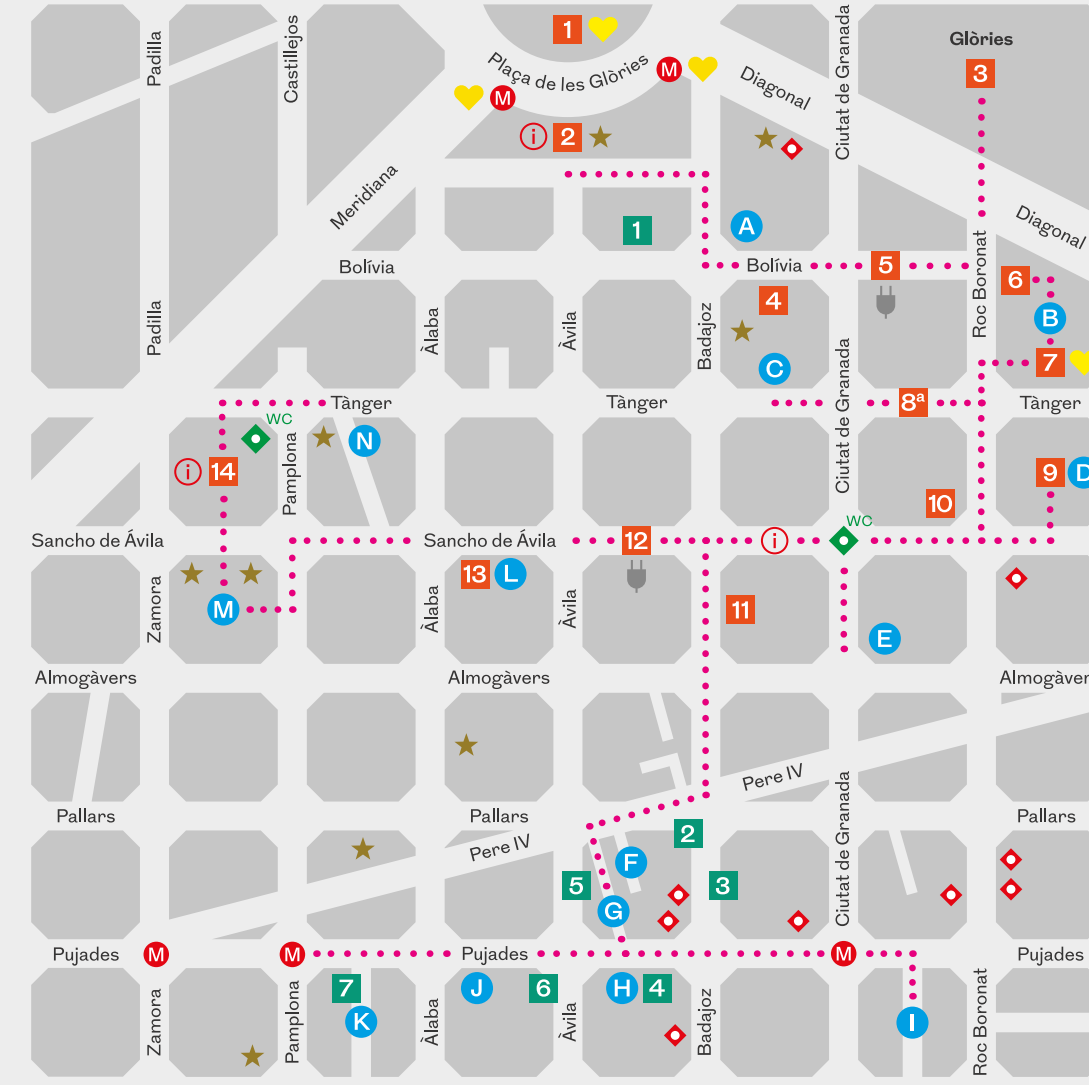 Padilla
Castillejos
1
Ciutat de Granada
Glòries
3
Plaça de les Glòries
M
M
Diagonal
i
2
Meridiana
Diagonal
1
A
Bolívia
Bolívia
5
Roc Boronat
6
4
B
Padilla
Àlaba
Àvila
Badajoz
C
7
Ciutat de Granada
Tànger
Tànger
8ª
Tànger
WC
N
i
14
Pamplona
9
D
10
WC
Sancho de Ávila
Sancho de Ávila
12
i
13
L
Zamora
M
Àlaba
Àvila
11
E
Almogàvers
Almogàvers
Almogàver
Pere IV
Pallars
Pallars
Pallars
Ciutat de Granada
2
Pere IV
F
5
3
G
Pujades
M
M
Pujades
M
Pujades
7
J
6
H
4
K
I
Zamora
Pamplona
Àlaba
Àvila
Badajoz
Roc Boronat